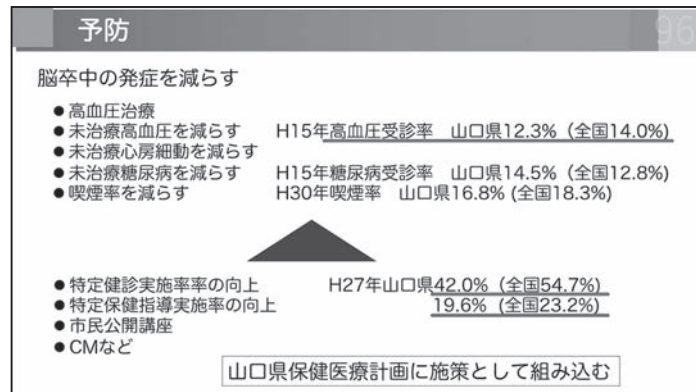 予防
96
脳卒中の発症を減らす
● 高血圧治療
● 未治療高血圧を減らす H15年高血圧受診率 山口県12.3%(全国14.0%)
● 未治療心房細動を減らす
● 未治療糖尿病を減らす H15年糖尿病受診率 山口県14.5%(全国12.8%)
● 喫煙率を減らす H30年喫煙率 山口県16.8% (全国18.3%)
● 特定健診実施率率の向上 H27年山口県42.0%(全国54.7%)
● 特定保健指導実施率の向上 19.6% (全国23.2%)
● 市民公開講座
● CMなど
山口県保健医療計画に施策として組み込む